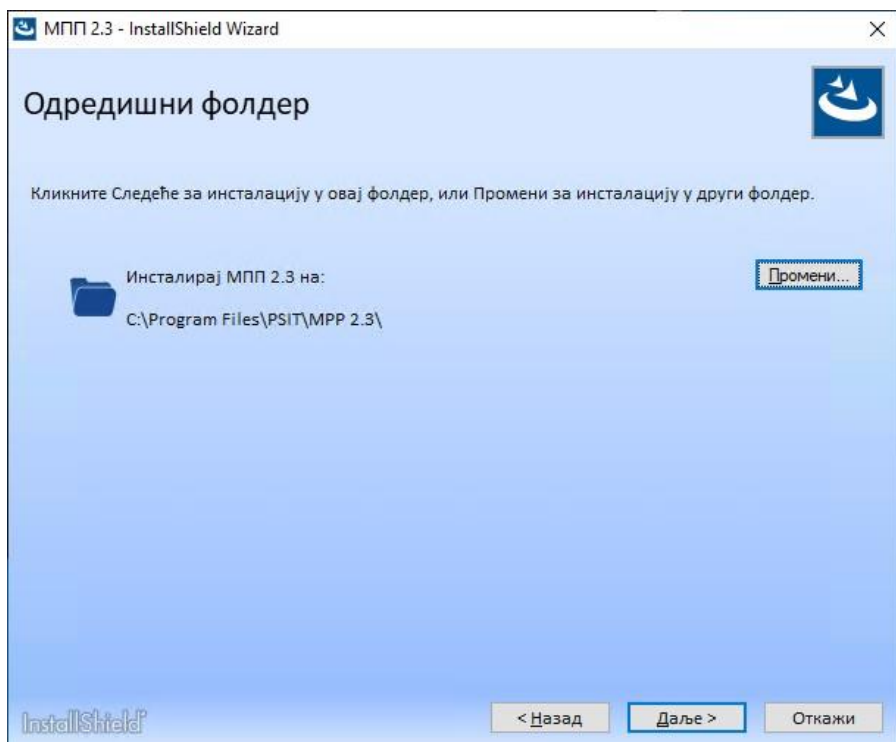 МПП 2.3 - InstallShield Wizard
Одредишни фолдер
Кликните Следеће за инсталацију у овај фолдер, или Промени за инсталацију у други фолдер.
Инсталирај МПП 2.3 на:
Промени...
C:\Program Files\PSIT\MPP 2.3\
InstallShield®
< Назад
Даље >
Откажи